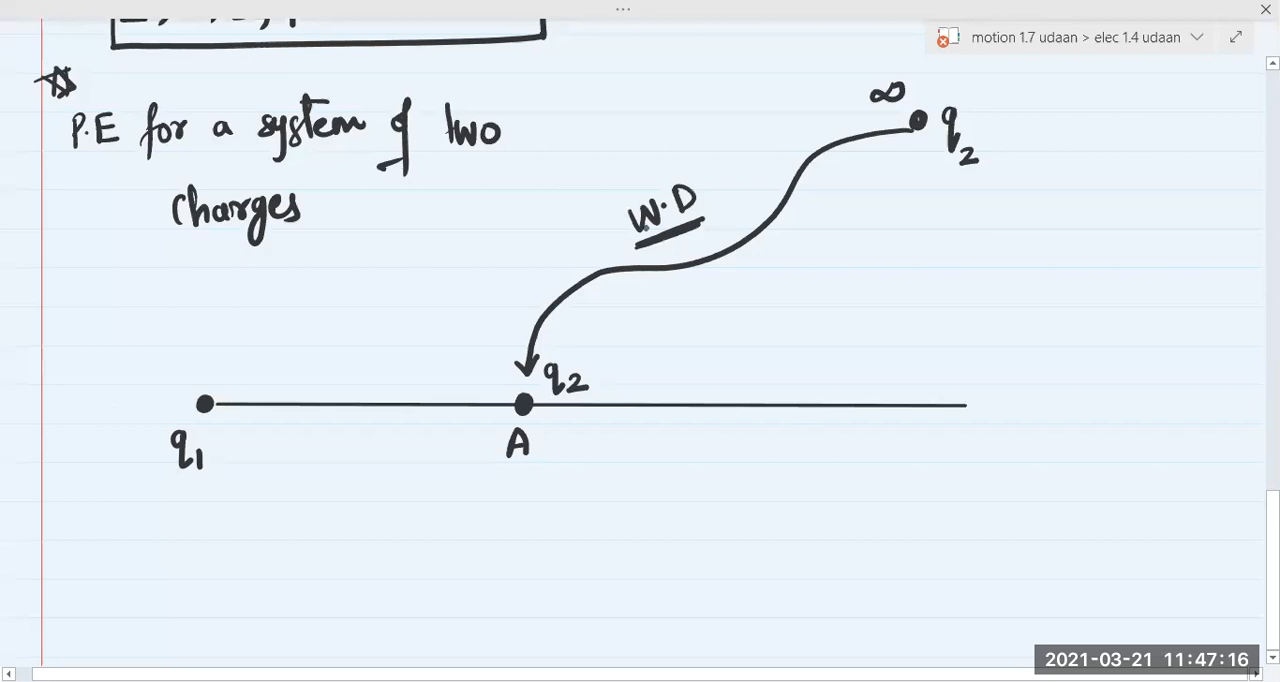 motion 1.7 udaan > elec 1.4 udaan
P.E for a system of two
charges
∞
q2
W.D
q2
q1
A
2021-03-21 11:47:16